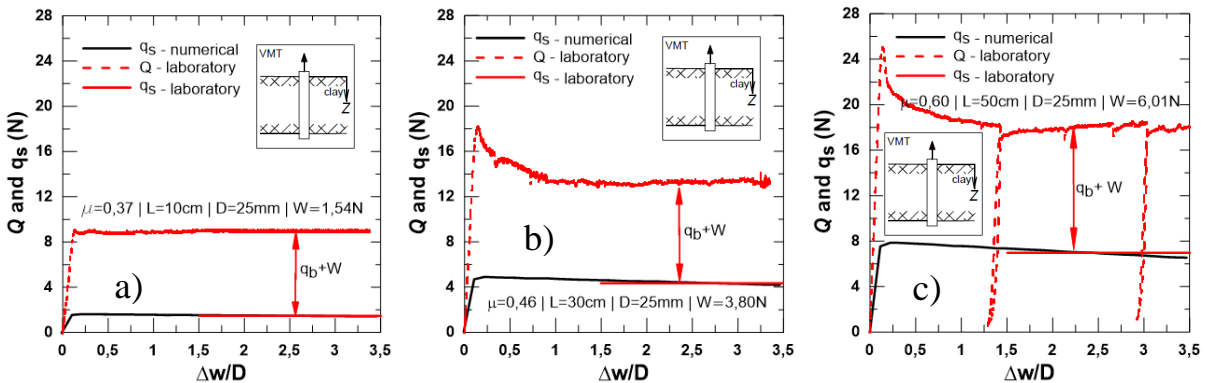 28
24
20
16
12
8
4
0
Q and qs (N)
qs - numerical
Q - laboratory
qs - laboratory
VMT
clay
Z
μ=0,37 | L=10cm | D=25mm | W=1,54N
qb+W
a)
0 0,5 1 1,5 2 2,5 3 3,5
Δw/D
28
24
20
16
12
8
4
0
Q and qs (N)
qs - numerical
Q - laboratory
qs - laboratory
VMT
clay
Z
b)
qb+W
μ=0,46 | L=30cm | D=25mm | W=3,80N
0 0,5 1 1,5 2 2,5 3 3,5
Δw/D
28
24
20
16
12
8
4
0
Q and qs (N)
qs - numerical
Q - laboratory
qs - laboratory
μ=0,60 | L=50cm | D=25mm | W=6,01N
VMT
clay
Z
qb+ W
c)
0 0,5 1 1,5 2 2,5 3 3,5
Δw/D